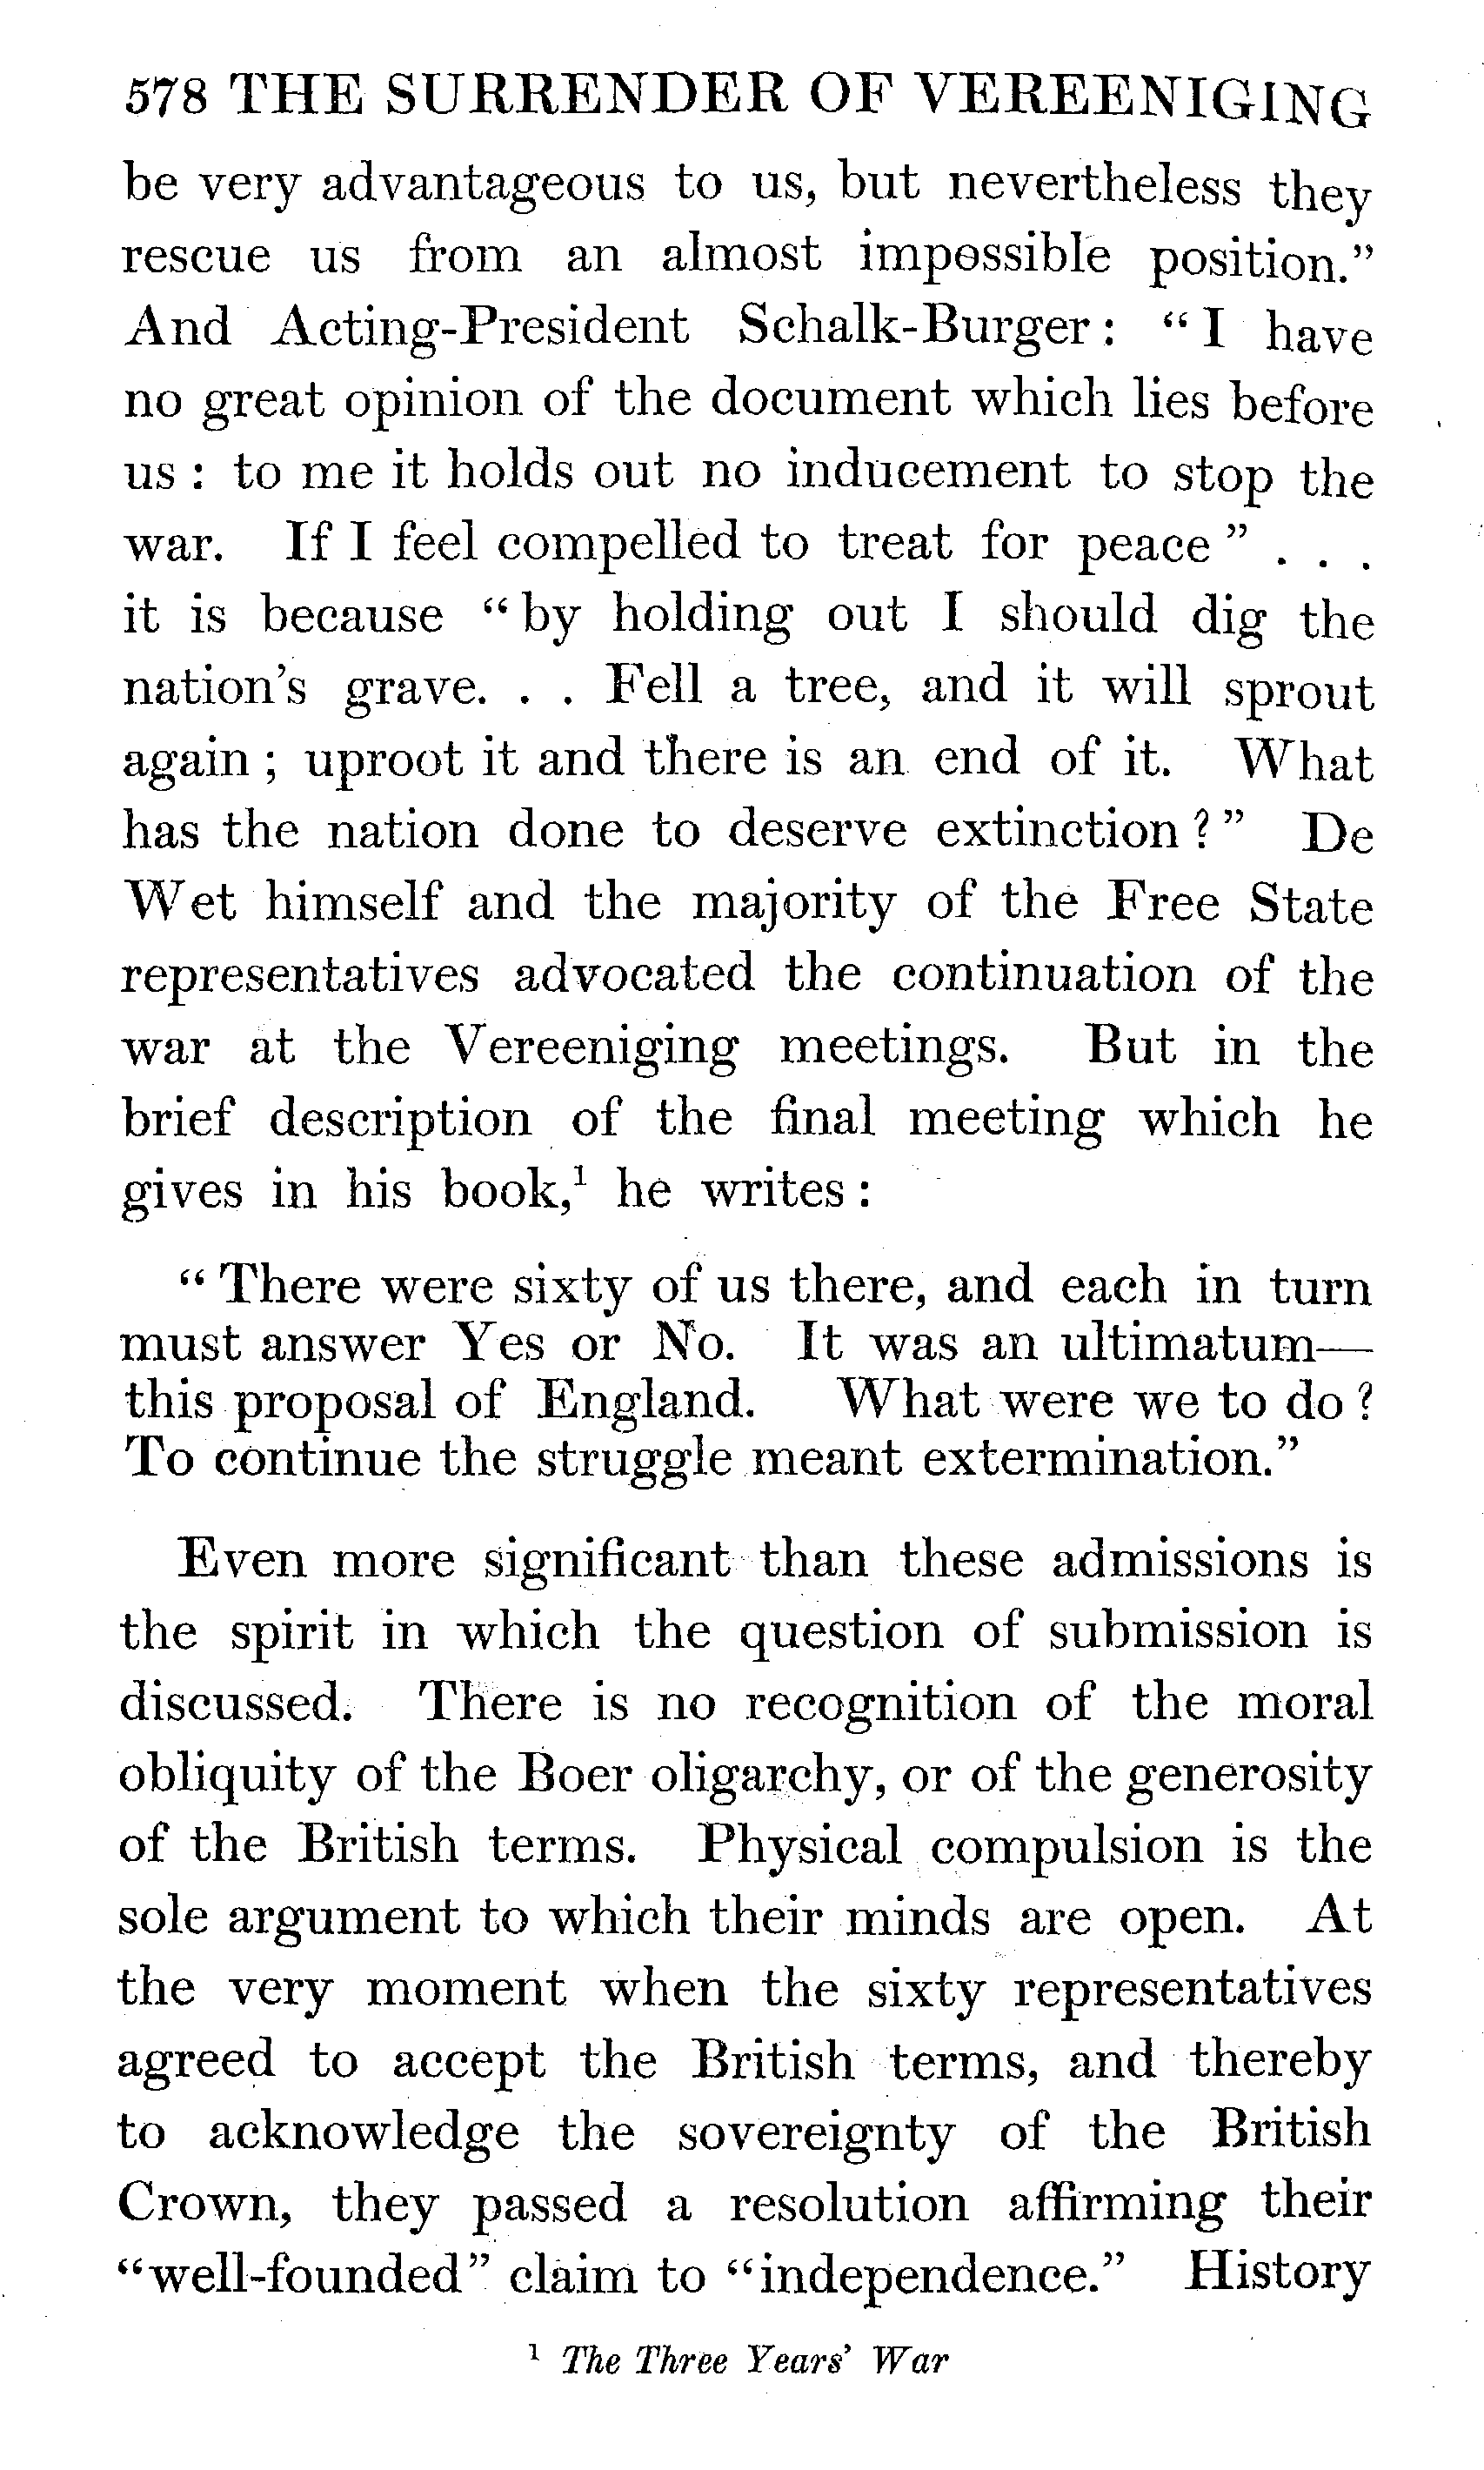 578 THE SURRENDER OF VEREENIGING
be very advantageous to us, but nevertheless they
rescue us from an almost impossible position."
And Acting-President Schalk-Burger : " I have
no great opinion of the document which lies before
us : to me it holds out no inducement to stop the
war. If I feel compelled to treat for peace " . . .
it is because " by holding out I should dig the
nation's grave. . . Fell a tree, and it will sprout
again ; uproot it and there is an end of it. What
has the nation done to deserve extinction ? " De
Wet himself and the majority of the Free State
representatives advocated the continuation of the
war at the Vereeniging meetings. But in the
brief description of the final meeting which he
gives in his book,¹ he writes :
" There were sixty of us there, and each in turn
must answer Yes or No. It was an ultimatum—
this proposal of England. What were we to do ?
To continue the struggle meant extermination."
Even more significant than these admissions is
the spirit in which the question of submission is
discussed. There is no recognition of the moral
obliquity of the Boer oligarchy, or of the generosity
of the British terms. Physical compulsion is the
sole argument to which their minds are open. At
the very moment when the sixty representatives
agreed to accept the British terms, and thereby
to acknowledge the sovereignty of the British
Crown, they passed a resolution affirming their
"well-founded" claim to "independence." History
¹ The Three Years' War